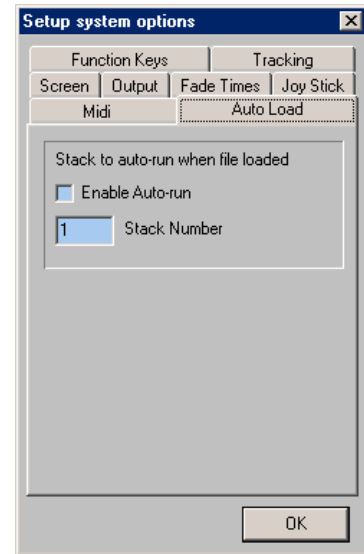 Setup system options
Function Keys Tracking
Screen Output Fade Times Joy Stick
Midi Auto Load
Stack to auto-run when file loaded
Enable Auto-run
1 Stack Number
OK